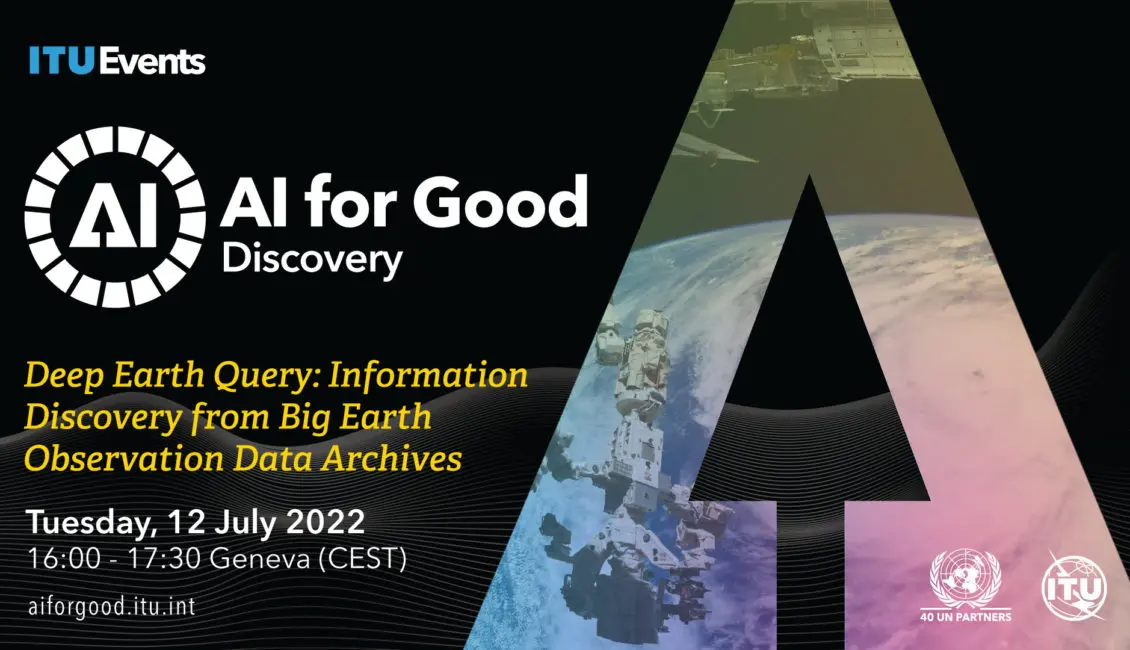 ITU Events
AI
AI for Good
Discovery
Deep Earth Query: Information
Discovery from Big Earth
Observation Data Archives
Tuesday, 12 July 2022
16:00 - 17:30 Geneva (CEST)
aiforgood.itu.int
40 UN PARTNERS
ITU